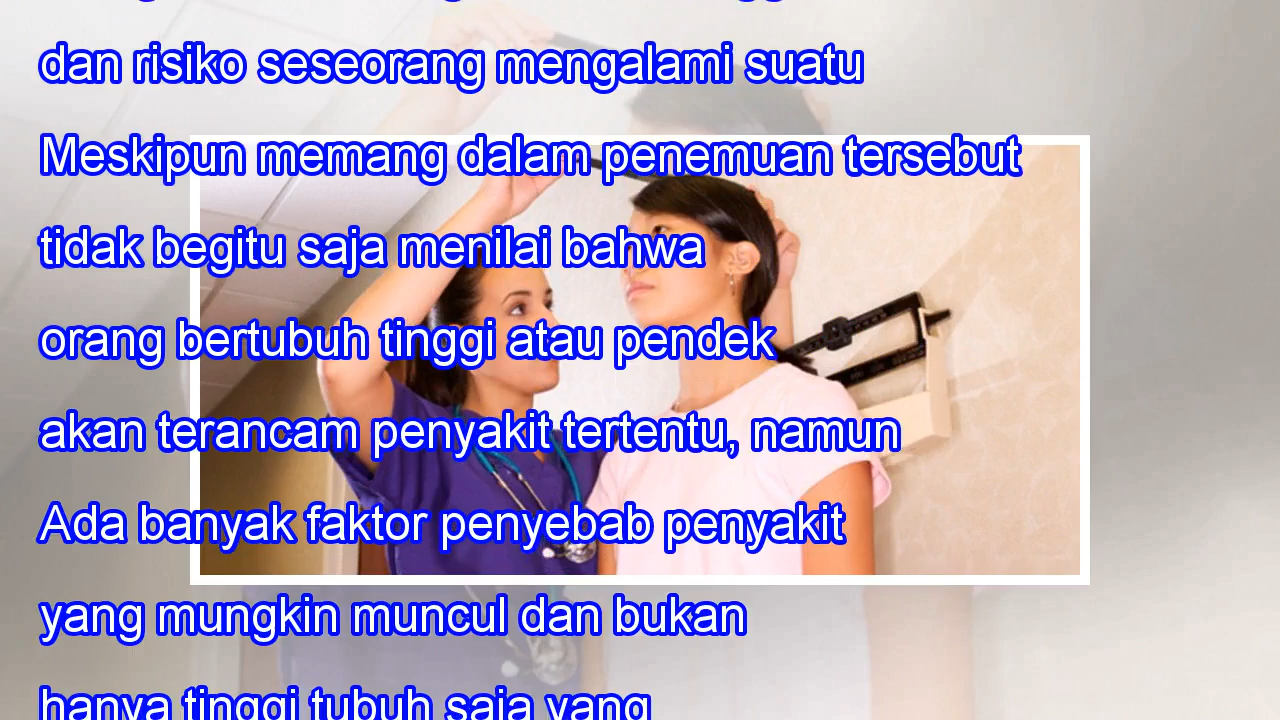 dan risiko seseorang mengalami suatu
Meskipun memang dalam penemuan tersebut
tidak begitu saja menilai bahwa
orang bertubuh tinggi atau pendek
akan terancam penyakit tertentu, namun
Ada banyak faktor penyebab penyakit
yang mungkin muncul dan bukan
hanya tinggi tubuh saja yang